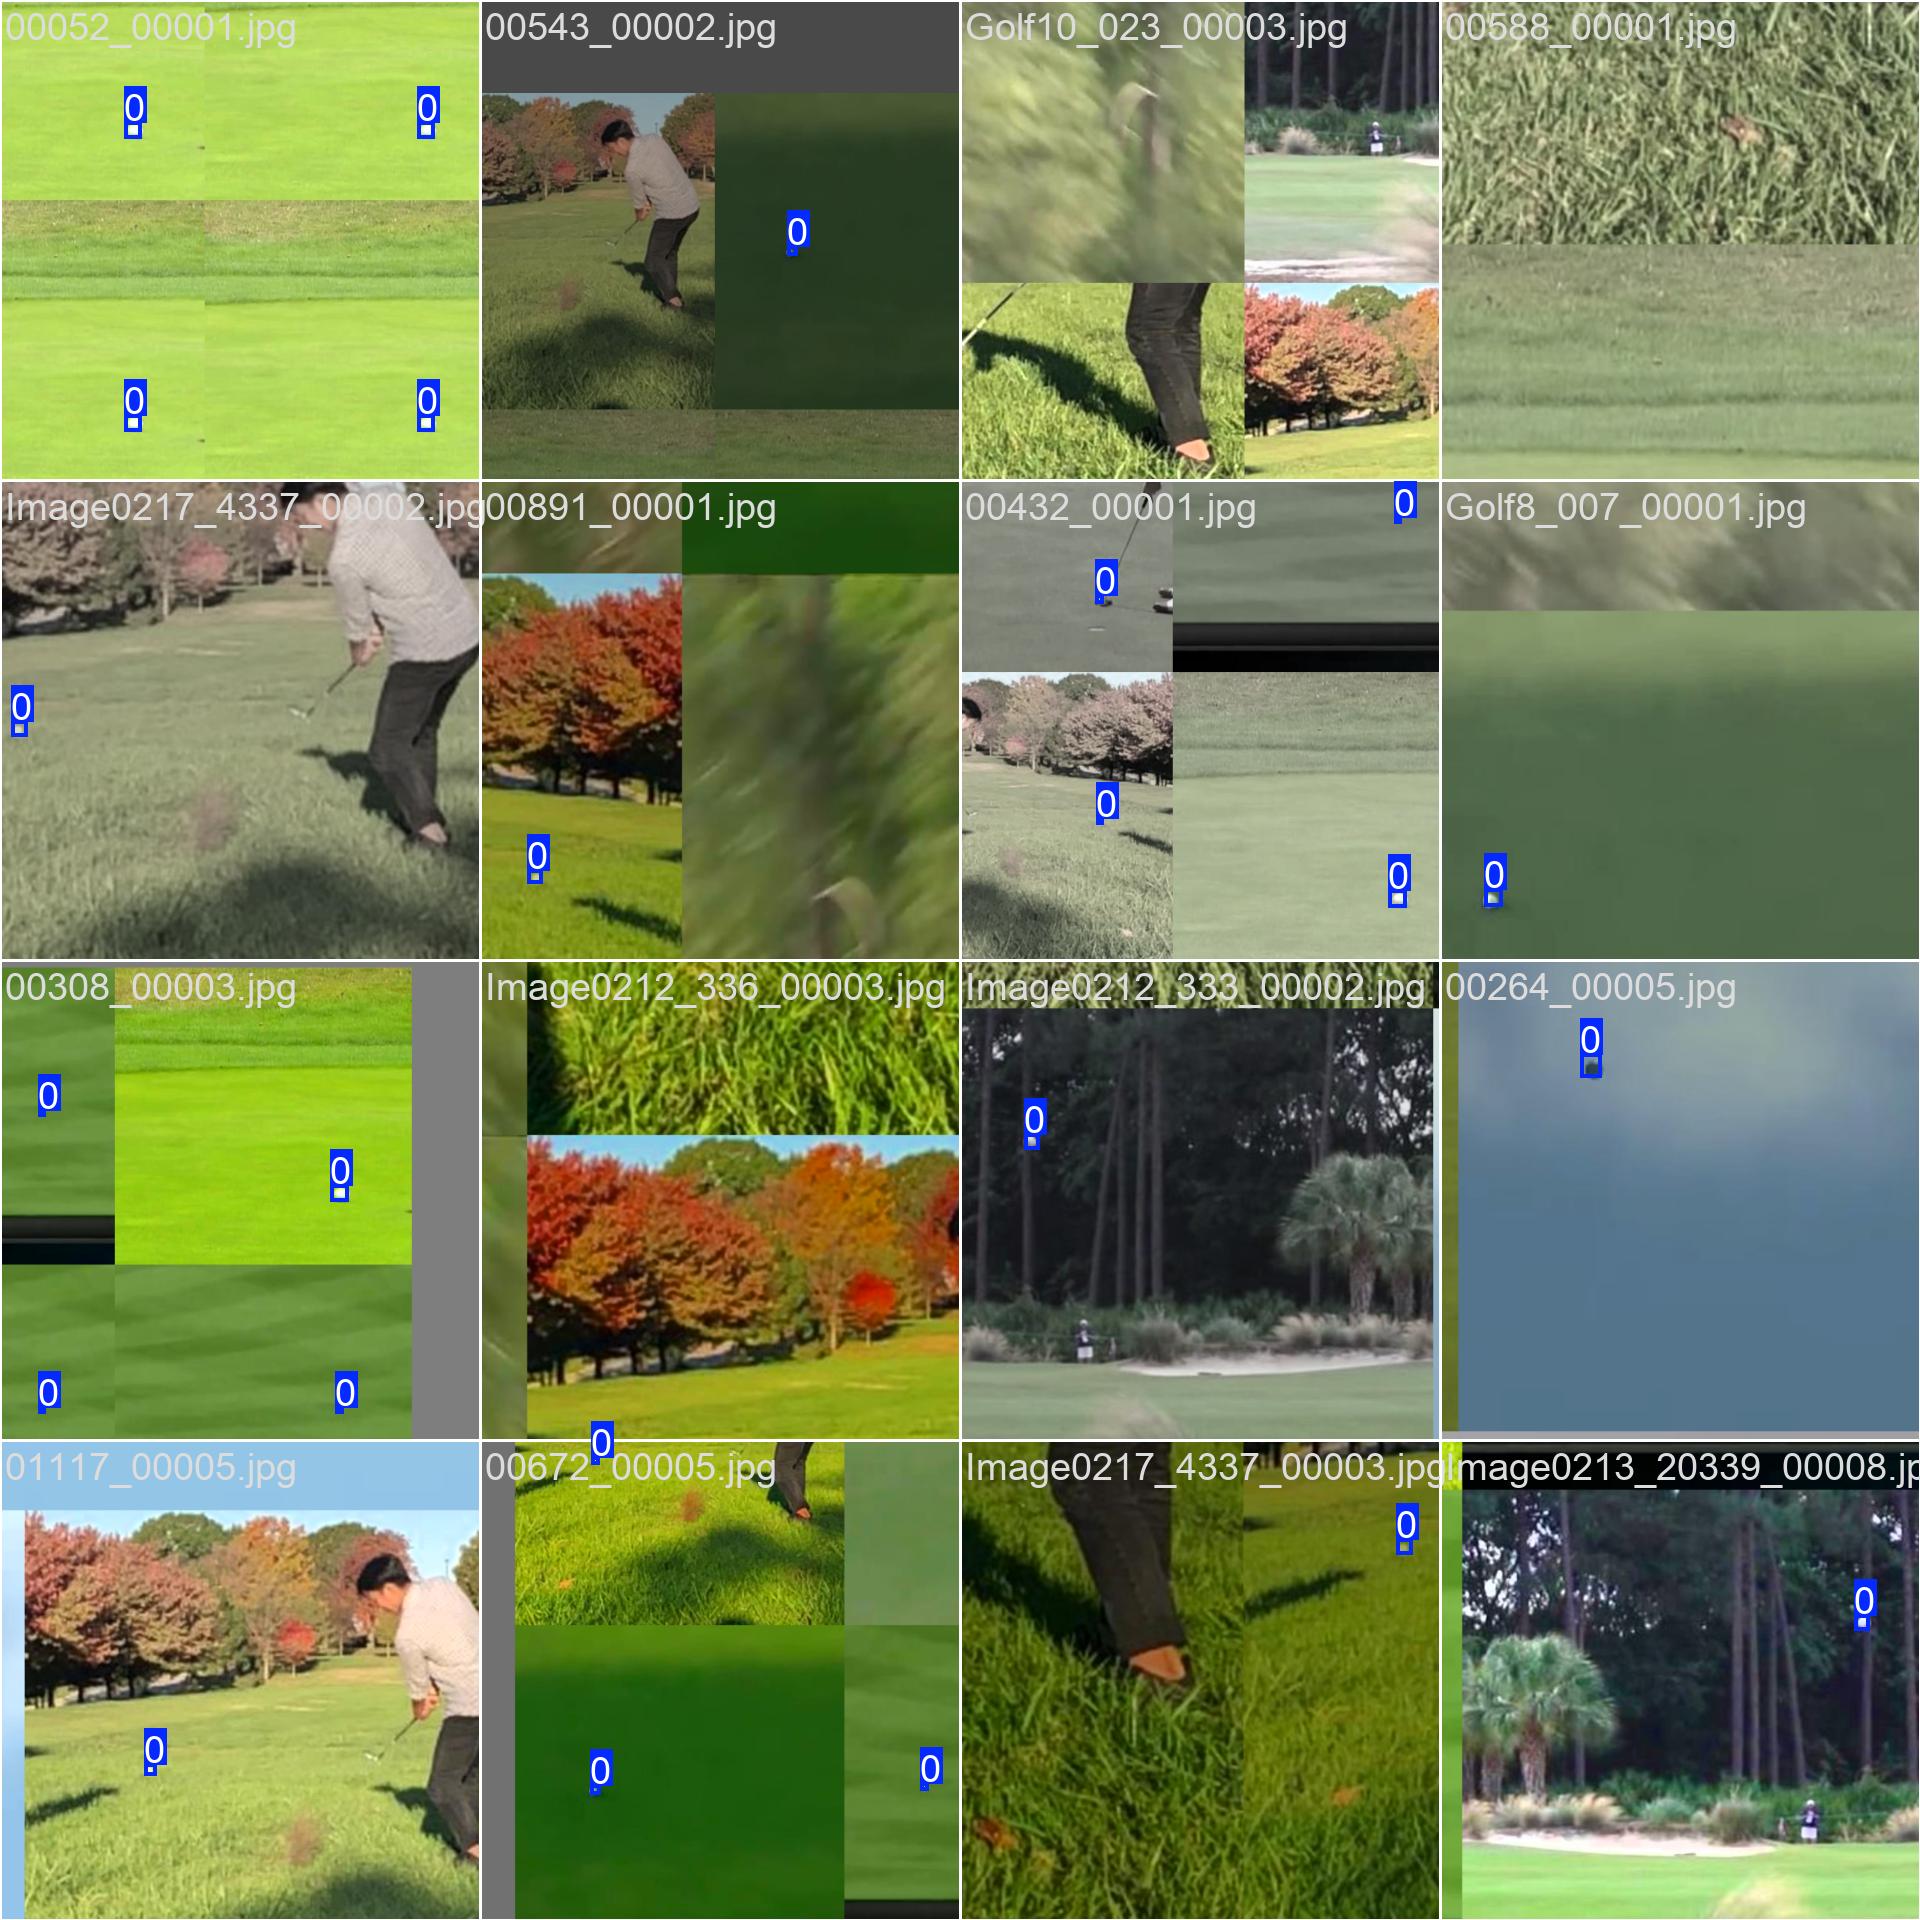 00052_00001.jpg
0
0
0
0
00543_00002.jpg
0
Golf10_023_00003.jpg
00588_00001.jpg
Image0217_4337_00002.jpg
0
00891_00001.jpg
0
00432_00001.jpg
0
0
0
0
Golf8_007_00001.jpg
0
00308_00003.jpg
0
0
0
0
Image0212_336_00003.jpg
0
Image0212_333_00002.jpg
0
00264_00005.jpg
0
01117_00005.jpg
0
00672_00005.jpg
0
0
Image0217_4337_00003.jpg
0
Image0213_20339_00008.jp
0